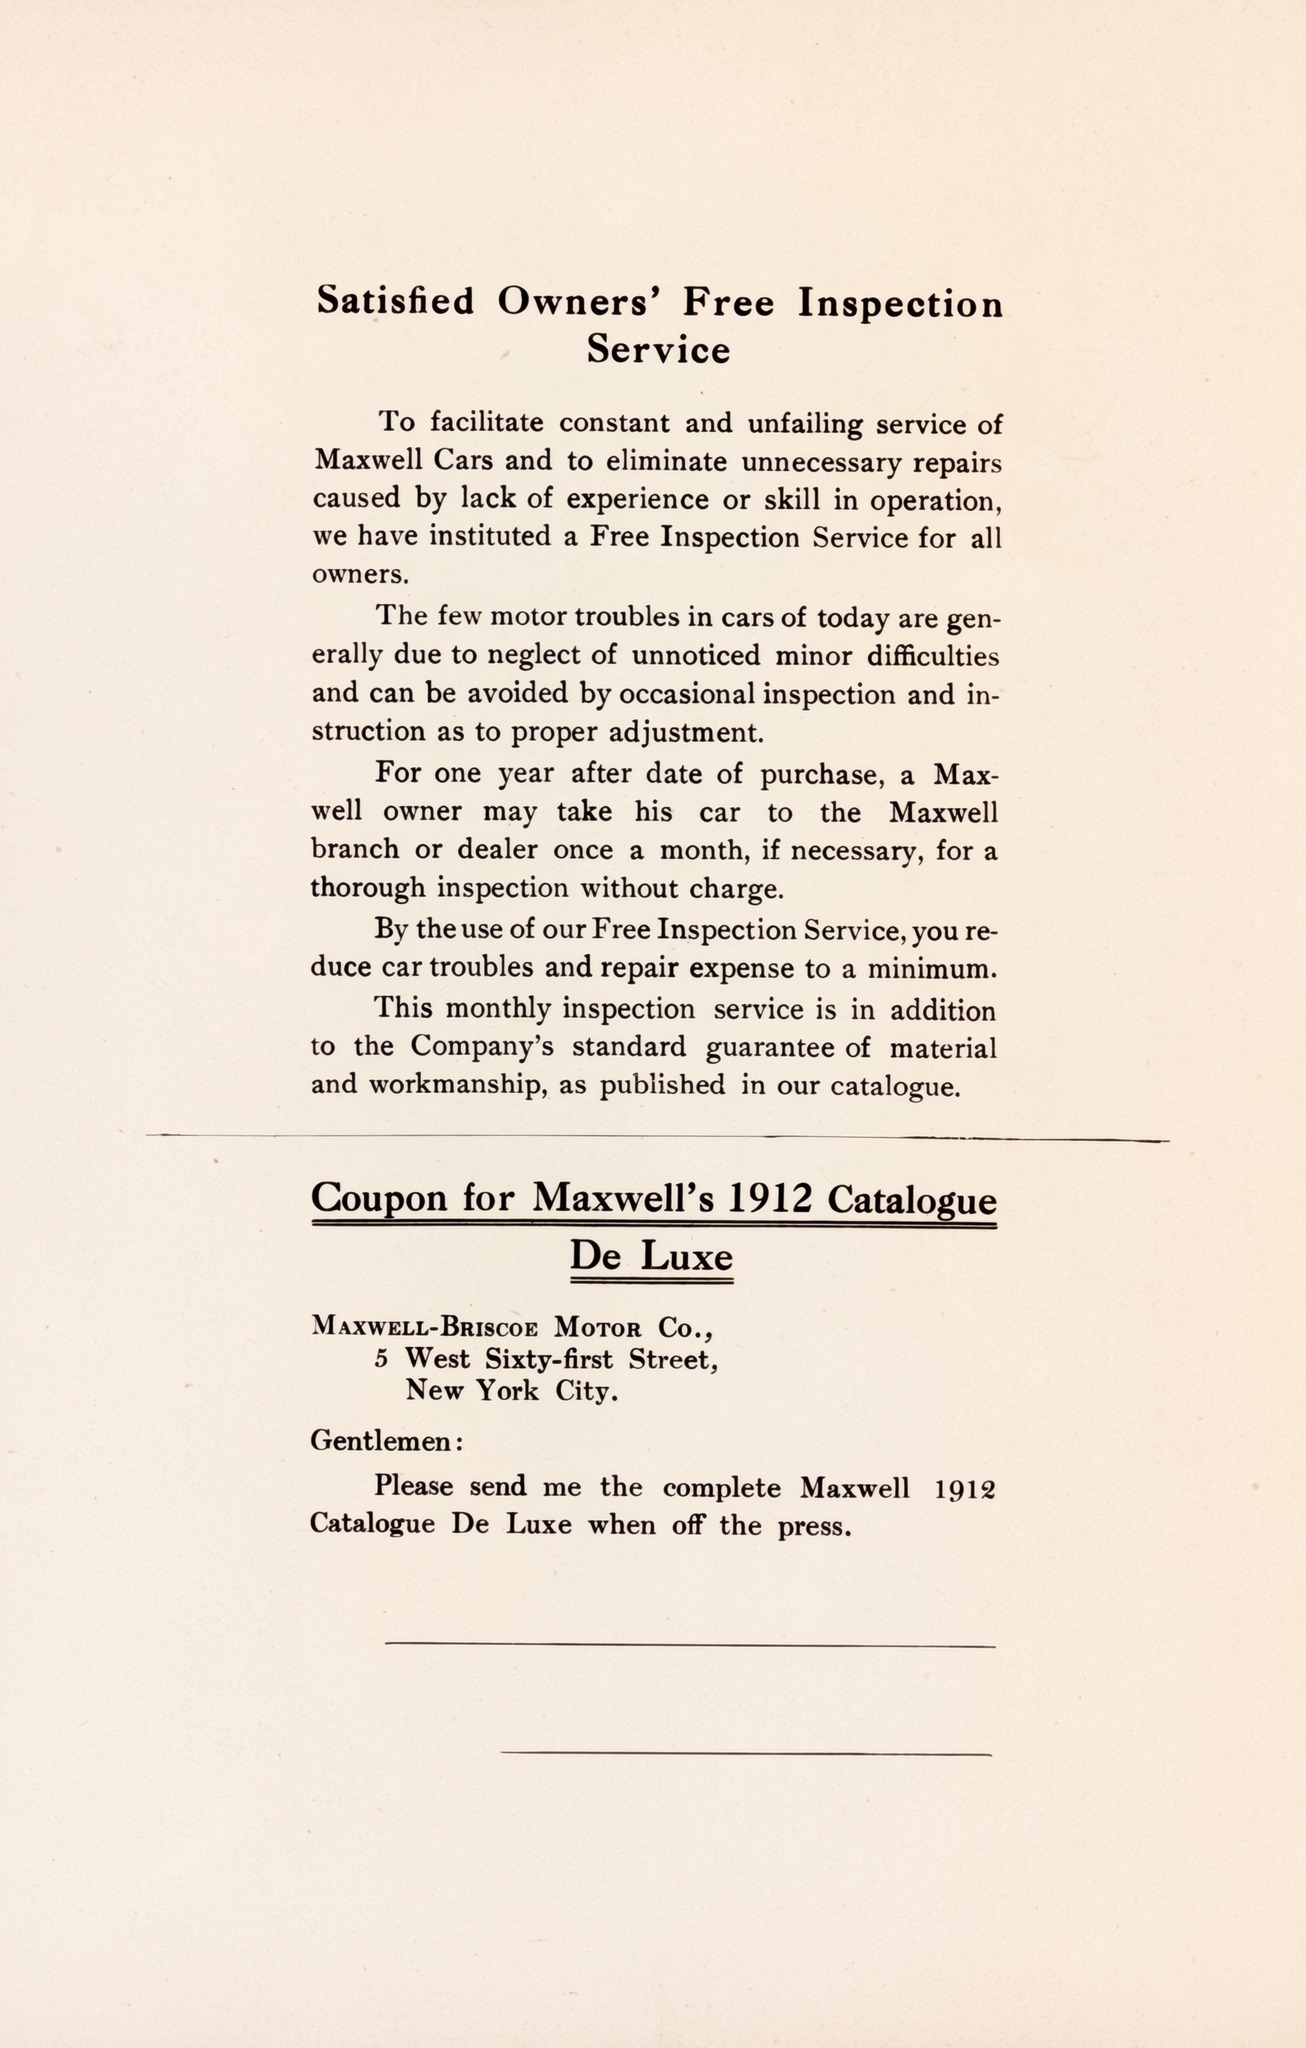 Satisfied Owners' Free Inspection
Service
To facilitate constant and unfailing service of
Maxwell Cars and to eliminate unnecessary repairs
caused by lack of experience or skill in operation,
we have instituted a Free Inspection Service for all
owners.
The few motor troubles in cars of today are gen-
erally due to neglect of unnoticed minor difficulties
and can be avoided by occasional inspection and in-
struction as to proper adjustment.
For one year after date of purchase, a Max-
well owner may take his car to the Maxwell
branch or dealer once a month, if necessary, for a
thorough inspection without charge.
By the use of our Free Inspection Service, you re-
duce car troubles and repair expense to a minimum.
This monthly inspection service is in addition
to the Company's standard guarantee of material
and workmanship, as published in our catalogue.
Coupon for Maxwell's 1912 Catalogue
De Luxe
MAXWELL-BRISCOE MOTOR CO.,
5 West Sixty-first Street,
New York City.
Gentlemen:
Please send me the complete Maxwell 1912
Catalogue De Luxe when off the press.